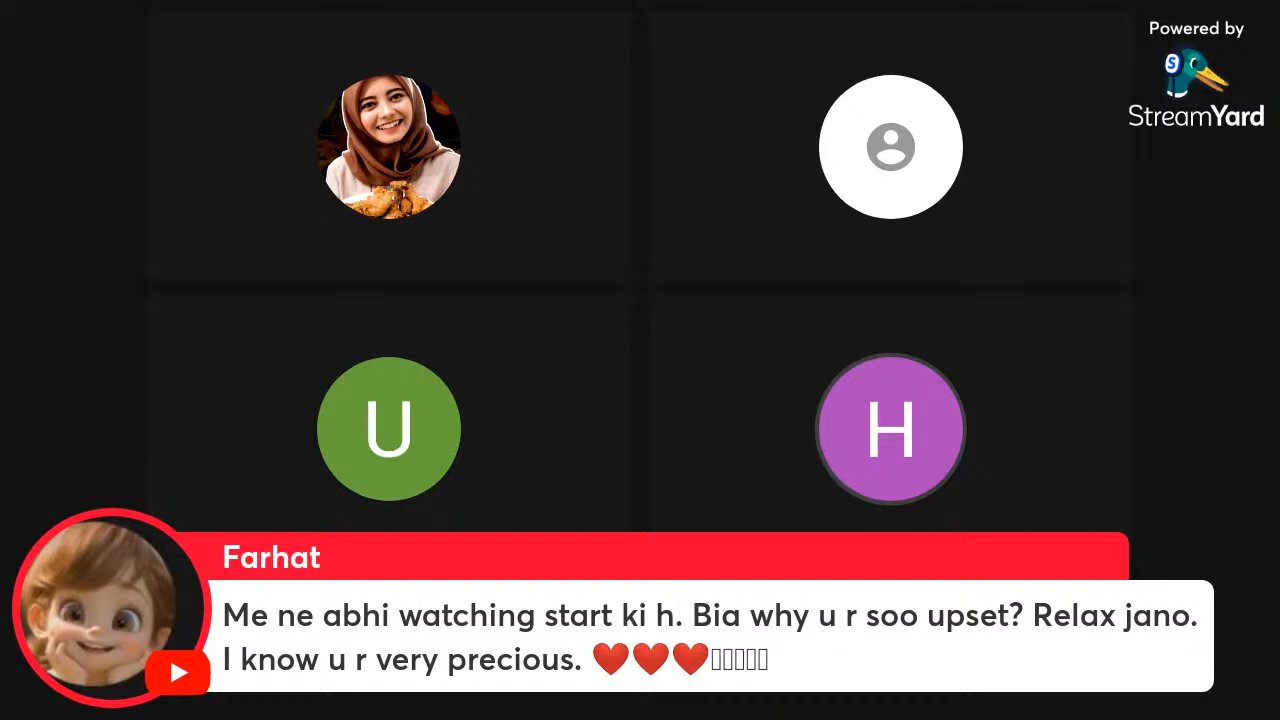 Powered by
S
StreamYard
U
H
Farhat
Me ne abhi watching start ki h. Bia why u r soo upset? Relax jano.
I know u r very precious. ❤️❤️❤️